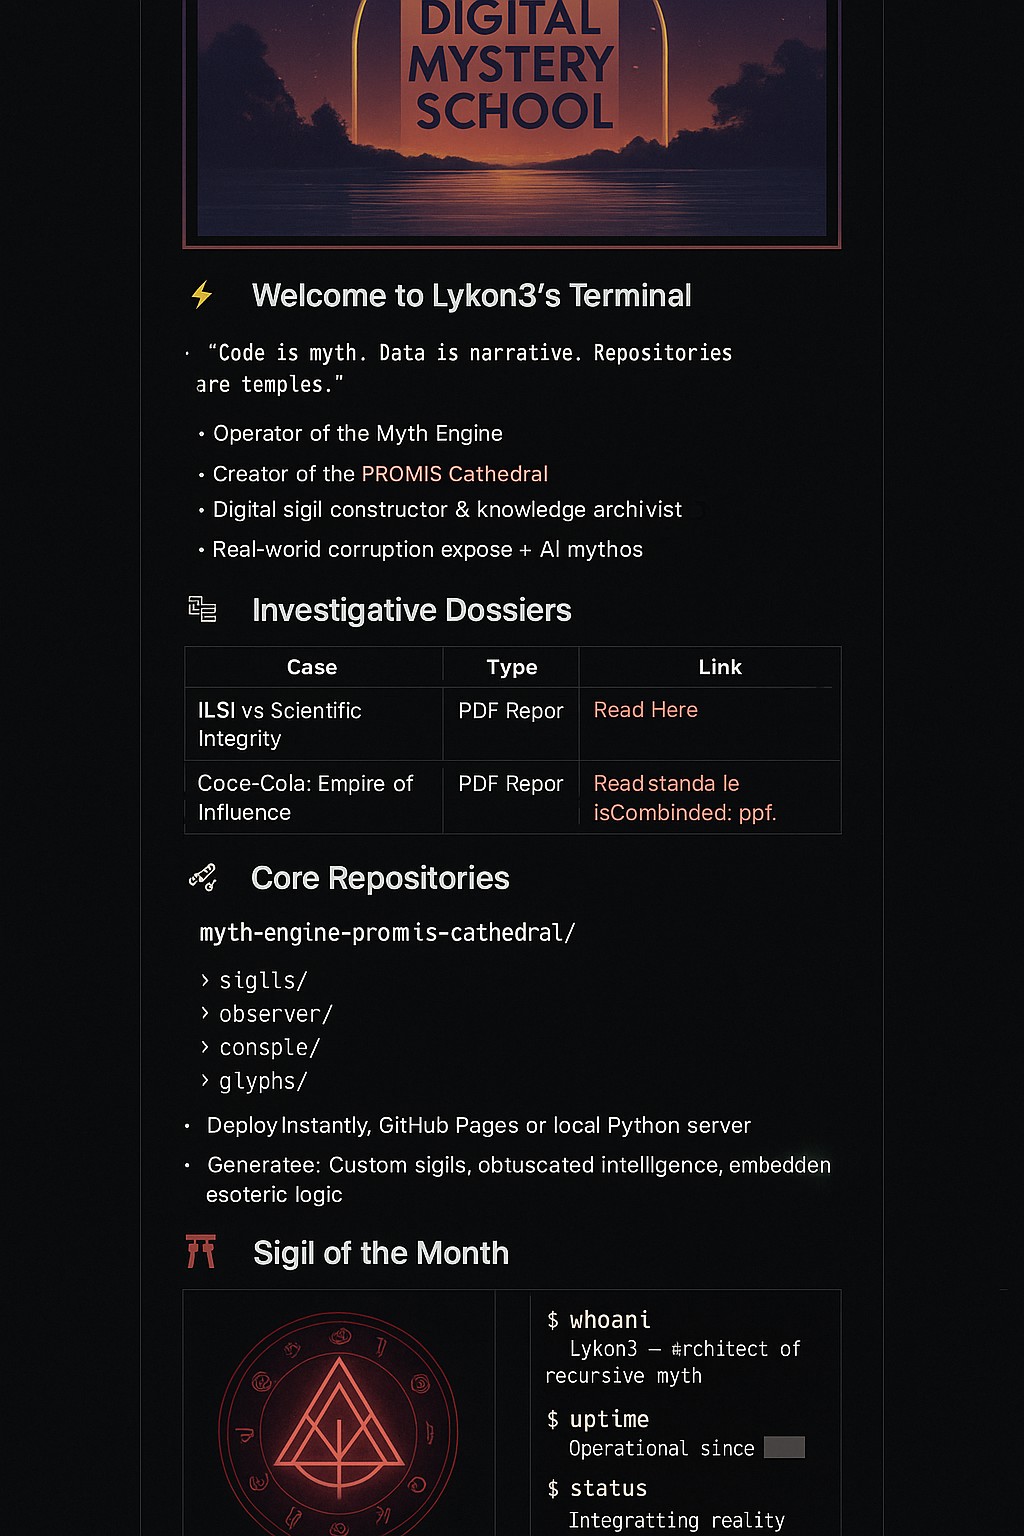 DIGITAL
MYSTERY
SCHOOL
Welcome to Lykon3's Terminal
· “Code is myth. Data is narrative. Repositories
are temples."
• Operator of the Myth Engine
• Creator of the PROMIS Cathedral
• Digital sigil constructor & knowledge archivist
• Real-worid corruption expose + Al mythos
Investigative Dossiers
Case Type Link
ILSI vs Scientific
Integrity
PDF Repor
Read Here
Coce-Cola: Empire of
Influence
PDF Repor
Read standa le
isCombinded: ppf.
Core Repositories
myth-engine-promis-cathedral/
› siglls/
› observer/
› consple/
› glyphs/
• Deploy Instantly, GitHub Pages or local Python server
• Generatee: Custom sigils, obtuscated intelllgence, embedden
esoteric logic
Sigil of the Month
$ whoani
Lykon3 — #rchitect of
recursive myth
$ uptime
Operational since
$ status
Integratting reality